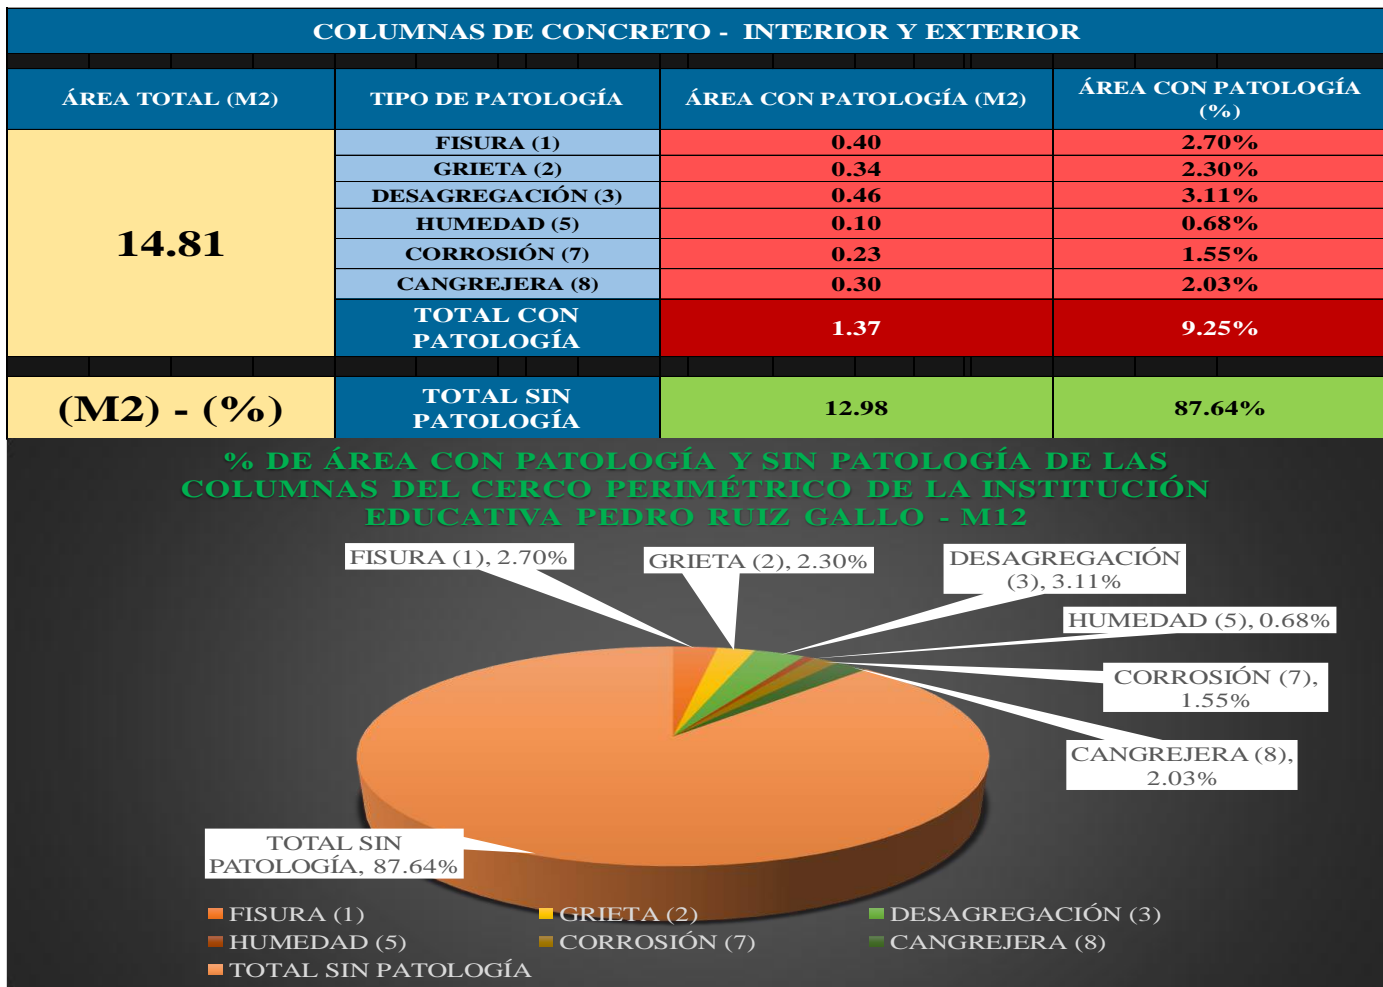 COLUMNAS DE CONCRETO - INTERIOR Y EXTERIOR
ÁREA TOTAL (M2)
TIPO DE PATOLOGÍA
ÁREA CON PATOLOGÍA (M2)
ÁREA CON PATOLOGÍA
(%)
14.81
FISURA (1) 0.40 2.70%
GRIETA (2) 0.34 2.30%
DESAGREGACIÓN (3) 0.46 3.11%
HUMEDAD (5) 0.10 0.68%
CORROSIÓN (7) 0.23 1.55%
CANGREJERA (8) 0.30 2.03%
TOTAL CON
PATOLOGÍA
1.37
9.25%
(M2) - (%)
TOTAL SIN
PATOLOGÍA
12.98
87.64%
% DE ÁREA CON PATOLOGÍA Y SIN PATOLOGÍA DE LAS
COLUMNAS DEL CERCO PERIMÉTRICO DE LA INSTITUCIÓN
EDUCATIVA PEDRO RUIZ GALLO - M12
FISURA (1), 2.70%
GRIETA (2), 2.30%
DESAGREGACIÓN
(3), 3.11%
HUMEDAD (5), 0.68%
CORROSIÓN (7),
1.55%
CANGREJERA (8),
2.03%
TOTAL SIN
PATOLOGÍA, 87.64%
FISURA (1)
GRIETA (2)
DESAGREGACIÓN (3)
HUMEDAD (5)
CORROSIÓN (7)
CANGREJERA (8)
TOTAL SIN PATOLOGÍA